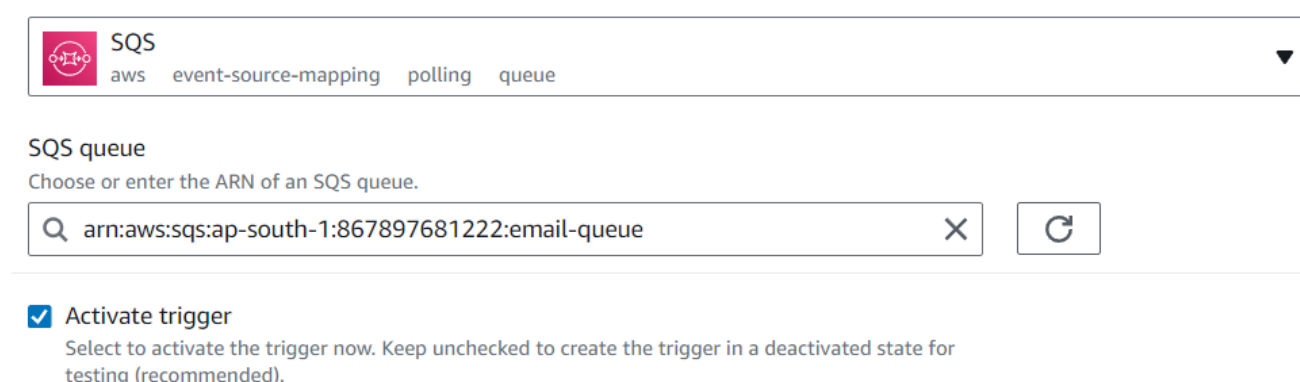 SQS
aws event-source-mapping polling queue
SQS queue
Choose or enter the ARN of an SQS queue.
arn:aws:sqs:ap-south-1:867897681222:email-queue
Activate trigger
Select to activate the trigger now. Keep unchecked to create the trigger in a deactivated state for
testing (recommended).